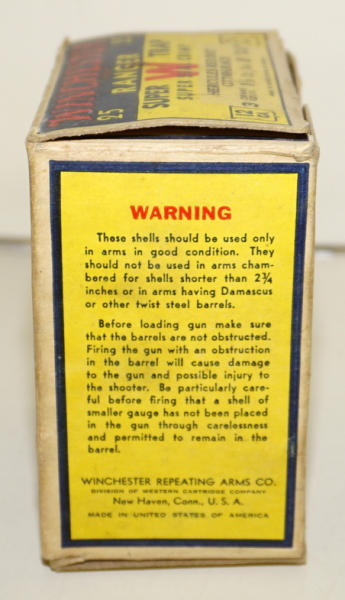 WINCHESTER
25 RANGER 25
SUPER W TRAP
SUPER
WARNING
These shells should be used only
in arms in good condition. They
should not be used in arms cham-
bered for shells shorter than 2¾
inches or in arms having Damascus
or other twist steel barrels.
Before loading gun make sure
that the barrels are not obstructed.
Firing the gun with an obstruction
in the barrel will cause damage
to the gun and possible injury to
the shooter. Be particularly care-
ful before firing that a shell of
smaller gauge has not been placed
in the gun through carelessness
and permitted to remain in the
barrel.
WINCHESTER REPEATING ARMS CO.
DIVISION OF WESTERN CARTRIDGE COMPANY
New Haven, Conn., U. S. A.
MADE IN UNITED STATES OF AMERICA